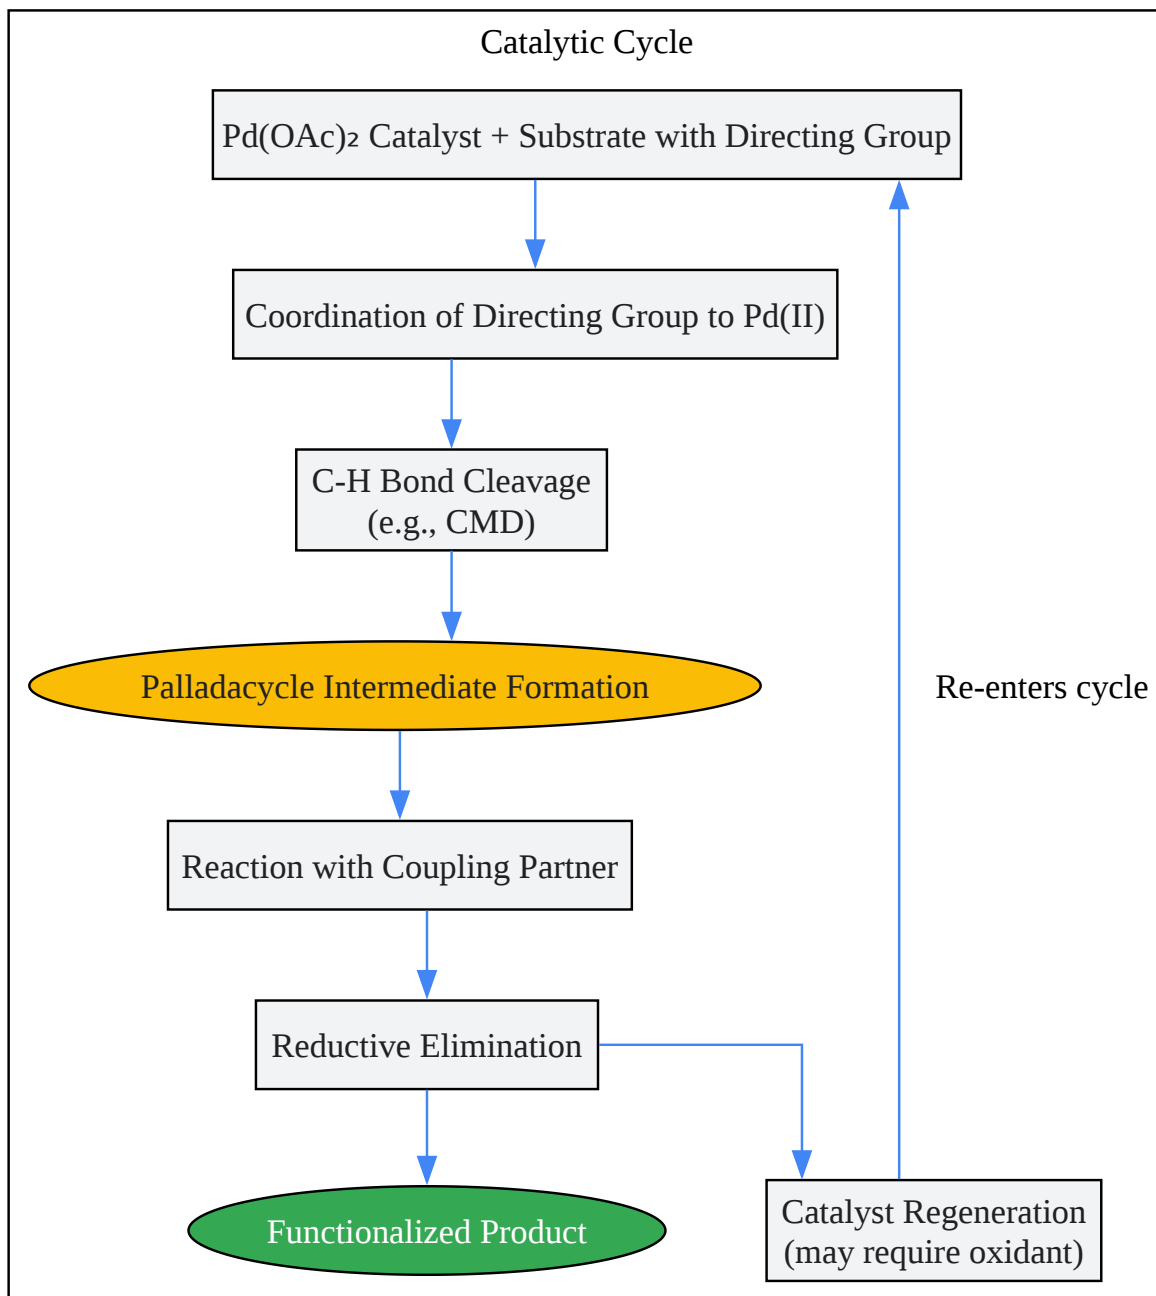 Catalytic Cycle
Pd(OAc)₂ Catalyst + Substrate with Directing Group
Coordination of Directing Group to Pd(II)
C-H Bond Cleavage
(e.g., CMD)
Palladacycle Intermediate Formation
Re-enters cycle
Reaction with Coupling Partner
Reductive Elimination
Functionalized Product
Catalyst Regeneration
(may require oxidant)